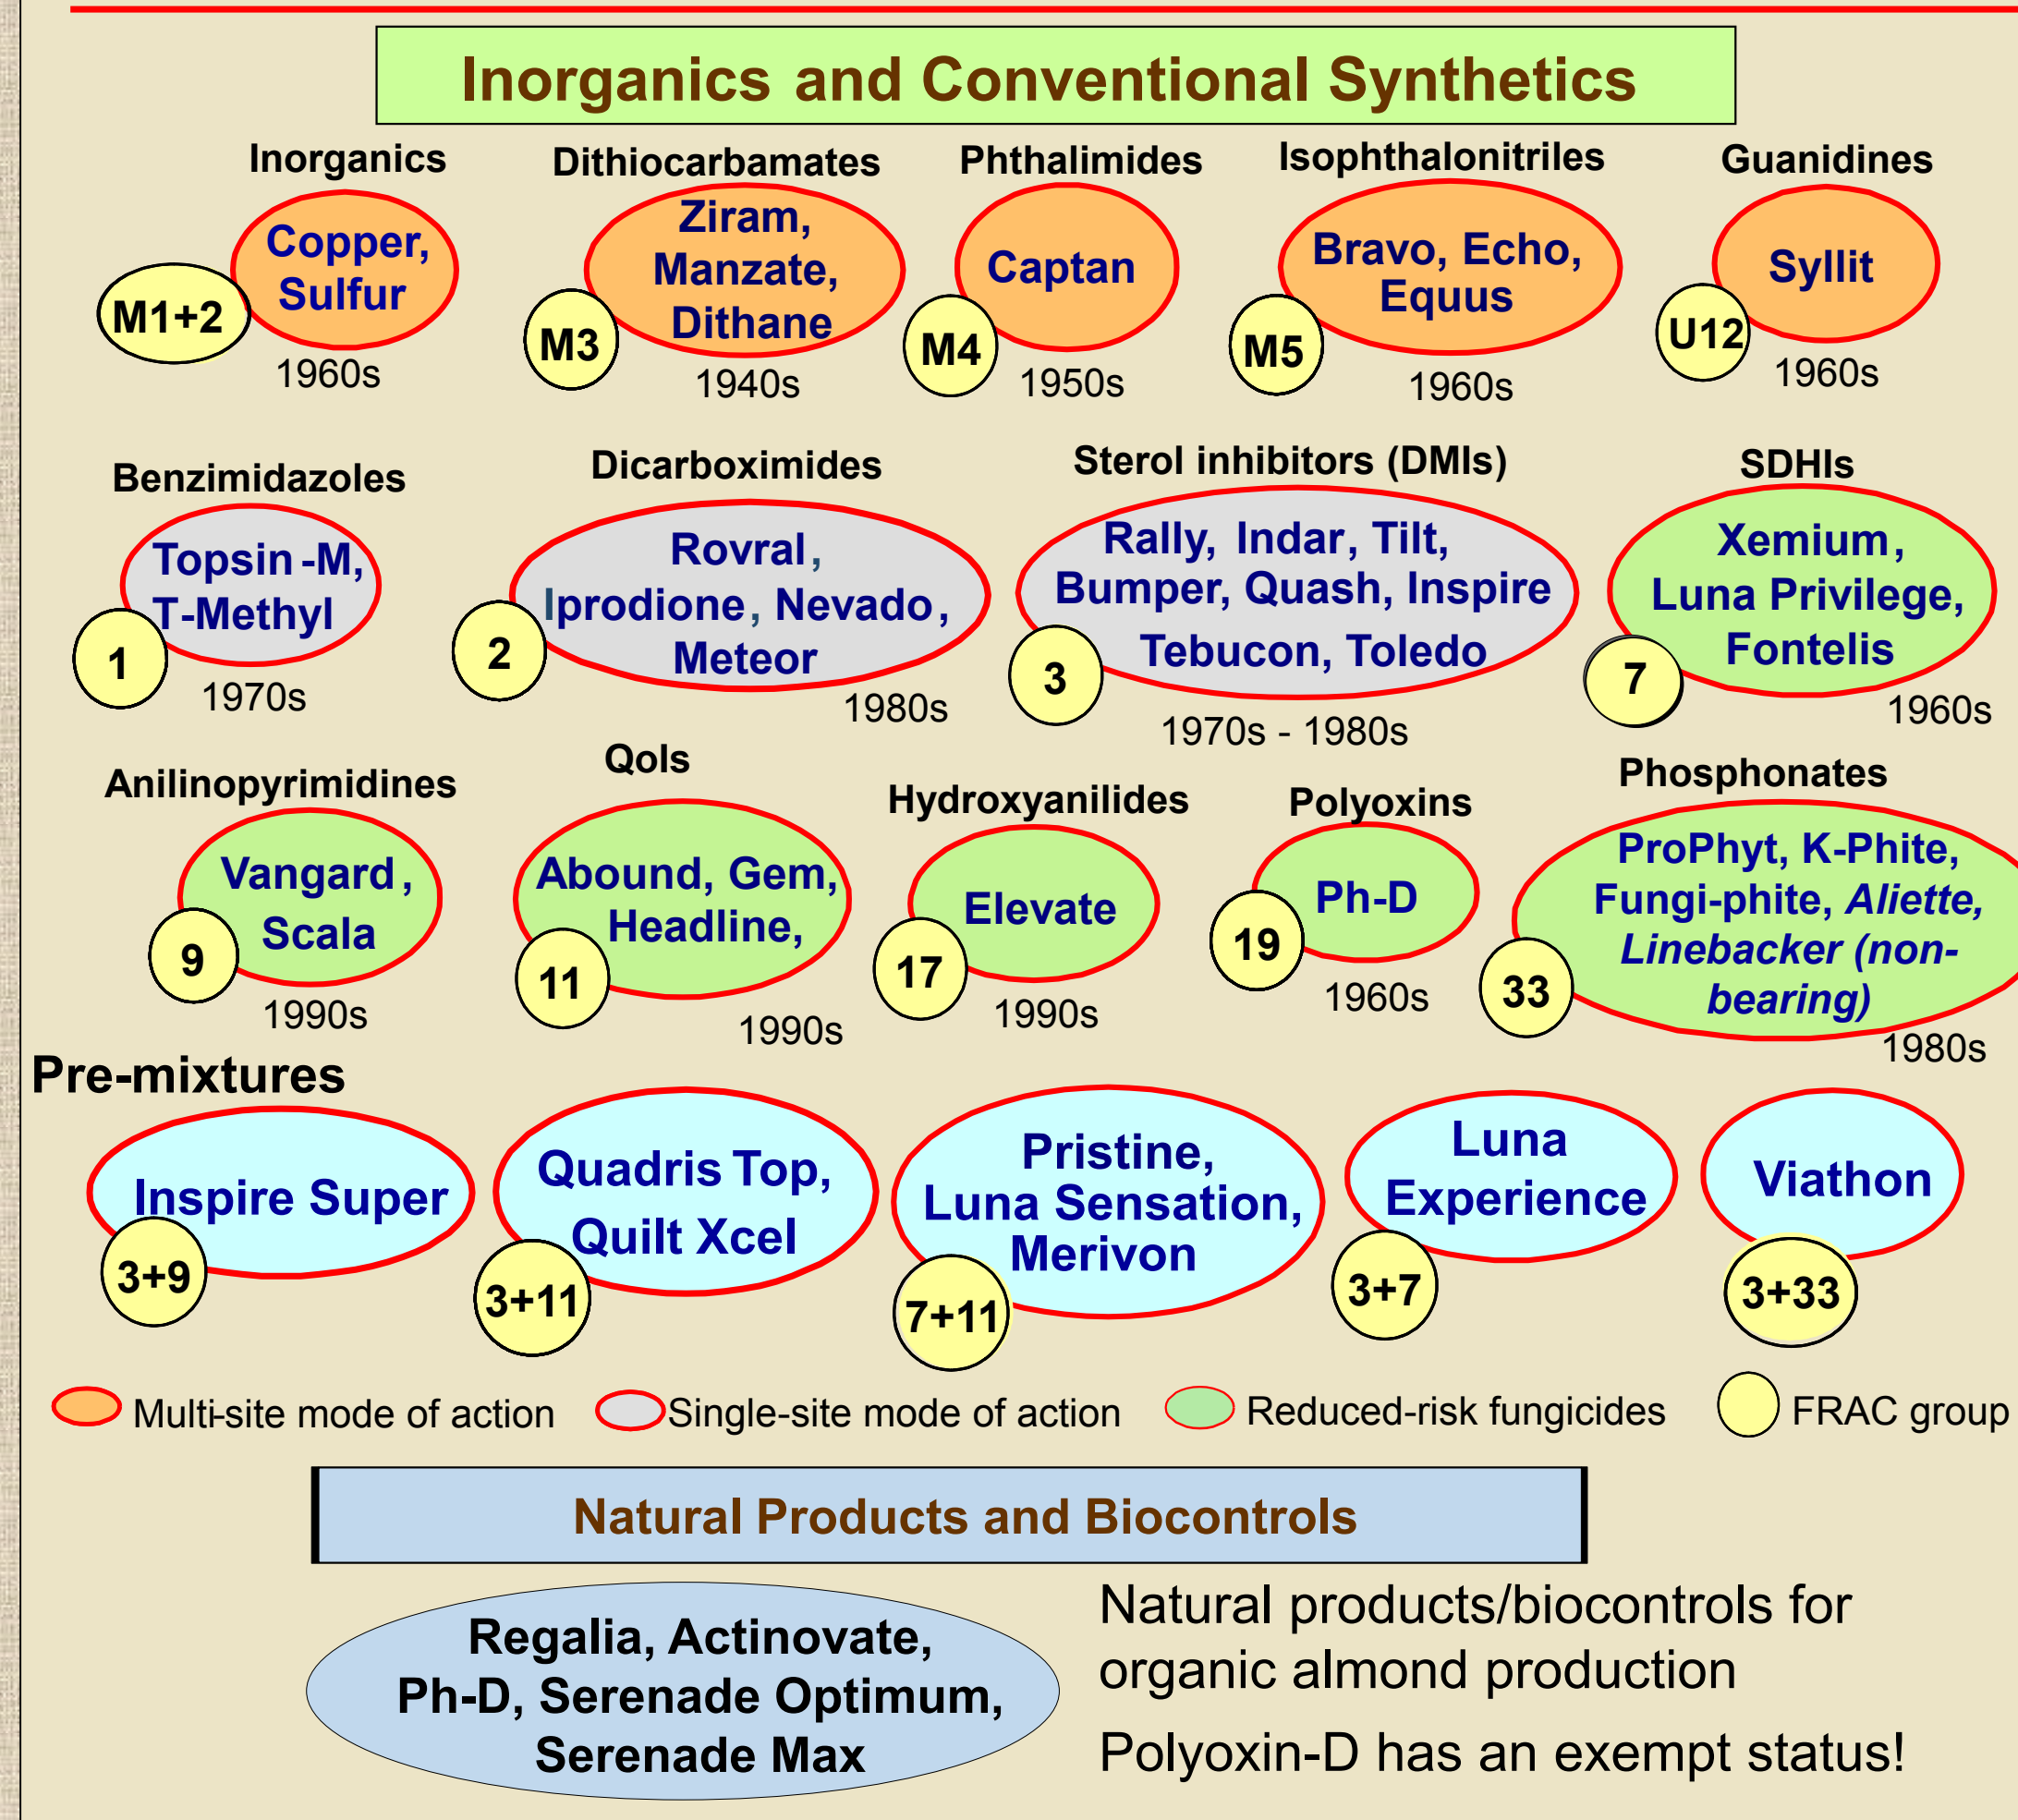 Inorganics and Conventional Synthetics
Inorganics
Copper,
Sulfur
M1+2
1960s
Dithiocarbamates
Ziram,
Manzate,
Dithane
M3
1940s
Phthalimides
Captan
M4
1950s
Isophthalonitriles
Bravo, Echo,
Equus
M5
1960s
Guanidines
Syllit
U12
1960s
Benzimidazoles
Topsin-M,
T-Methyl
1
1970s
Dicarboximides
Rovral,
Iprodione, Nevado,
Meteor
2
1980s
Sterol inhibitors (DMIs)
Rally, Indar, Tilt,
Bumper, Quash, Inspire
Tebucon, Toledo
3
1970s - 1980s
SDHIs
Xemium,
Luna Privilege,
Fontelis
7
1960s
Anilinopyrimidines
Vangard,
Scala
9
1990s
QoIs
Abound, Gem,
Headline,
11
1990s
Hydroxyanilides
Elevate
17
1990s
Polyoxins
Ph-D
19
1960s
Phosphonates
ProPhyt, K-Phite,
Fungi-phite, Aliette,
Linebacker (non-
bearing)
33
1980s
Pre-mixtures
Inspire Super
3+9
Quadris Top,
Quilt Xcel
3+11
Pristine,
Luna Sensation,
Merivon
7+11
Luna
Experience
3+7
Viathon
3+33
Multi-site mode of action
Single-site mode of action
Reduced-risk fungicides
FRAC group
Natural Products and Biocontrols
Regalia, Actinovate,
Ph-D, Serenade Optimum,
Serenade Max
Natural products/biocontrols for
organic almond production
Polyoxin-D has an exempt status!